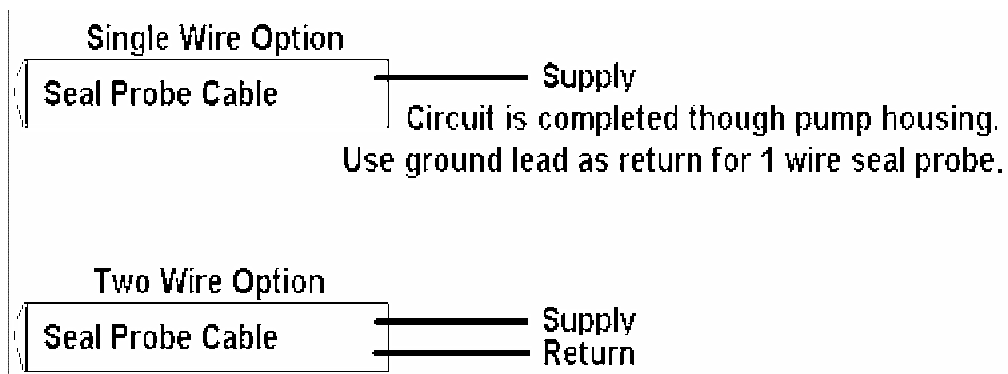 Single Wire Option
Seal Probe Cable
Supply
Circuit is completed though pump housing.
Use ground lead as return for 1 wire seal probe.
Two Wire Option
Seal Probe Cable
Supply
Return